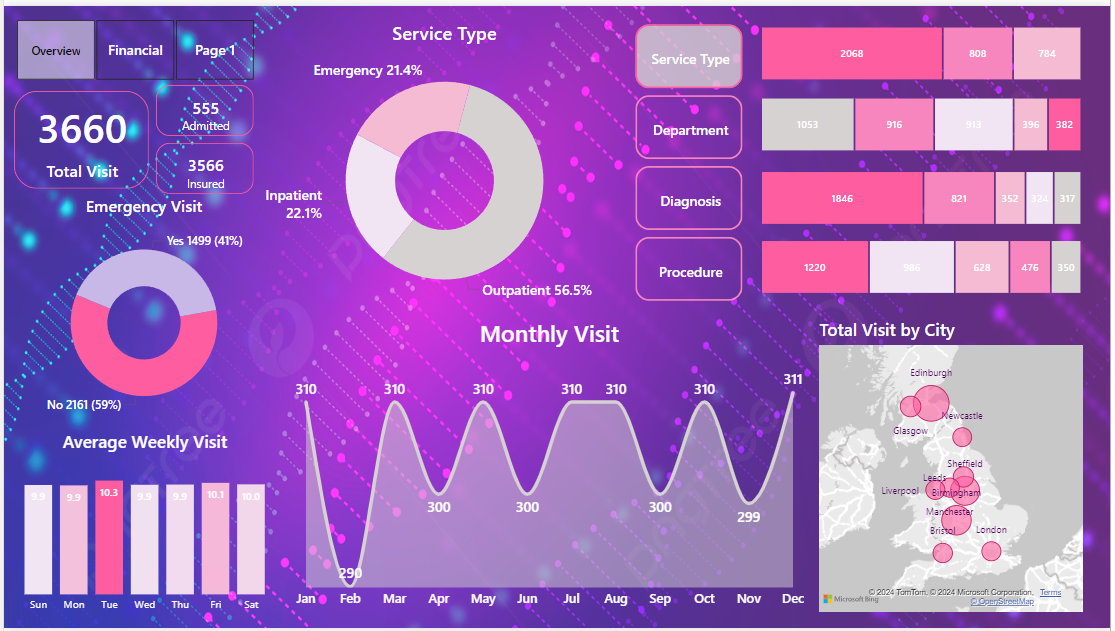 Overview
Financial
Page 1
3660
Total Visit
555
Admitted
3566
Insured
Emergency Visit
Yes 1499 (41%)
No 2161 (59%)
Average Weekly Visit
9.9
9.9
10.3
9.9
9.9
10.1
10.0
Sun
Mon
Tue
Wed
Thu
Fri
Sat
Service Type
Emergency 21.4%
Inpatient
22.1%
Outpatient 56.5%
Monthly Visit
310
290
310
300
310
300
310
310
300
310
299
311
Jan
Feb
Mar
Apr
May
Jun
Jul
Aug
Sep
Oct
Nov
Dec
Service Type
2068
808
784
Department
1053
916
913
396
382
Diagnosis
1846
821
352
324
317
Procedure
1220
986
628
476
350
Total Visit by City
Edinburgh
Newcastle
Glasgow
Sheffield
Leeds
Liverpool
Birmingham
Manchester
Bristol
London
Microsoft Bing
© 2024 TomTom, © 2024 Microsoft Corporation,
Terms
© OpenStreetMap